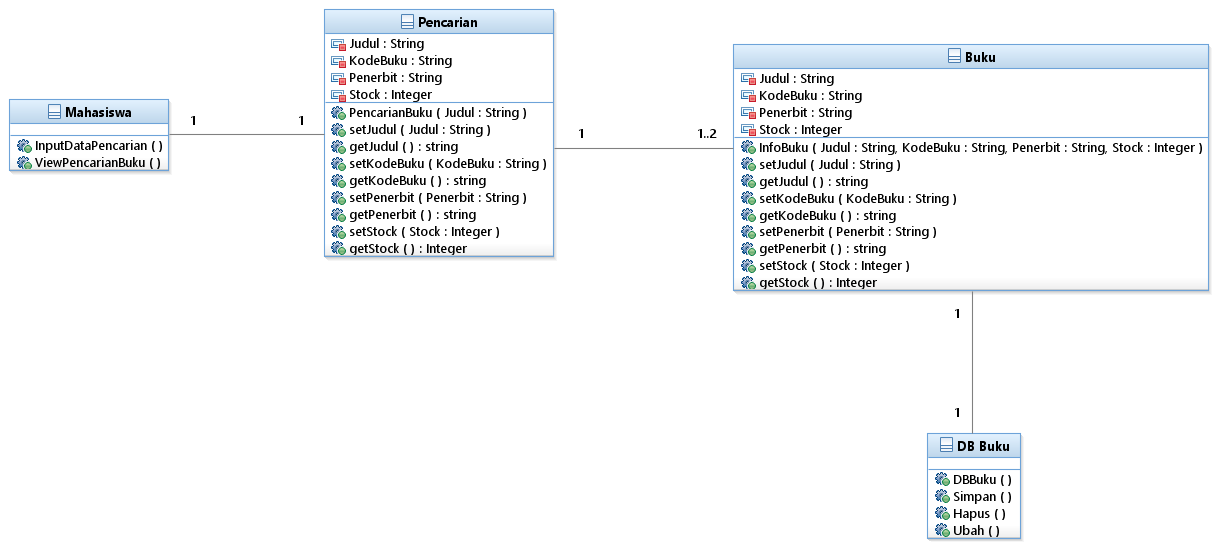 Mahasiswa
InputDataPencarian ( )
ViewPencarianBuku ( )
1
1
Pencarian
Judul : String
KodeBuku : String
Penerbit : String
Stock : Integer
PencarianBuku ( Judul : String )
setJudul ( Judul : String )
getJudul ( ) : string
setKodeBuku ( KodeBuku : String )
getKodeBuku ( ) : string
setPenerbit ( Penerbit : String )
getPenerbit ( ) : string
setStock ( Stock : Integer )
getStock ( ) : Integer
1
1..2
Buku
Judul : String
KodeBuku : String
Penerbit : String
Stock : Integer
InfoBuku ( Judul : String, KodeBuku : String, Penerbit : String, Stock : Integer )
setJudul ( Judul : String )
getJudul ( ) : string
setKodeBuku ( KodeBuku : String )
getKodeBuku ( ) : string
setPenerbit ( Penerbit : String )
getPenerbit ( ) : string
setStock ( Stock : Integer )
getStock ( ) : Integer
1
1
DB Buku
DBBuku ( )
Simpan ( )
Hapus ( )
Ubah ( )